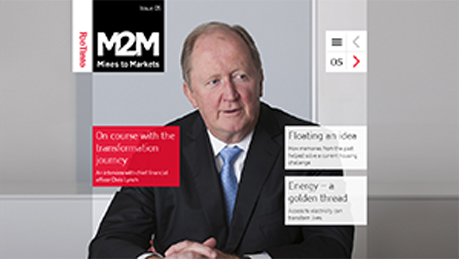 Issue 05
RioTinto
M2M
Mines to Markets
05
On course with the
transformation
journey
An interview with chief financial
officer Chris Lynch
Floating an idea
How memories from the past
helped solve a current housing
challenge
Energy – a
golden thread
Access to electricity can
transform lives